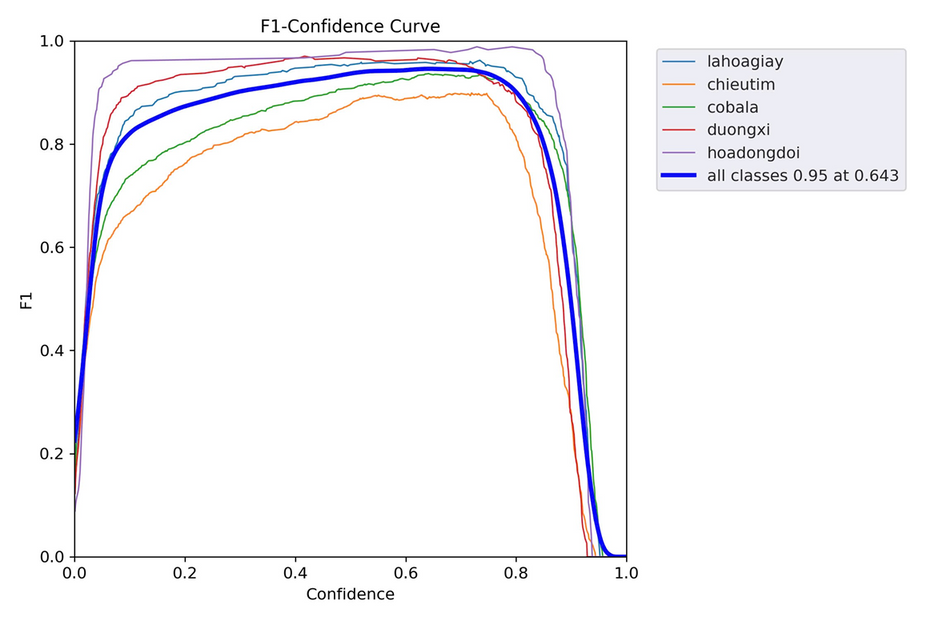 F1-Confidence Curve
1.0
0.8
0.6
0.4
0.2
0.0
F1
0.0 0.2 0.4 0.6 0.8 1.0
Confidence
lahoagiay
chieutim
cobala
duongxi
hoadongdoi
all classes 0.95 at 0.643